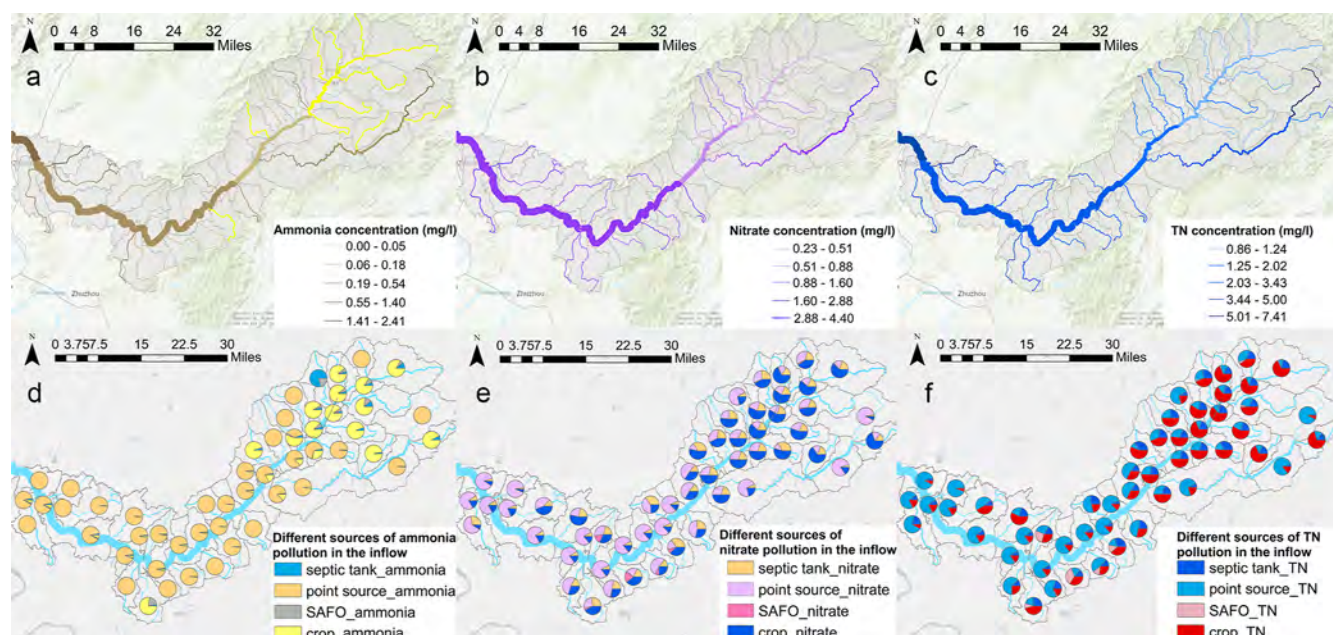 N
0 4 8 16 24 32
Miles
a
Ammonia concentration (mg/l)
0.00 - 0.05
0.06 - 0.18
0.19 - 0.54
0.55 - 1.40
1.41 - 2.41
Zhuzhou
N
0 4 8 16 24 32
Miles
b
Nitrate concentration (mg/l)
0.23 - 0.51
0.51 - 0.88
0.88 - 1.60
1.60 - 2.88
2.88 - 4.40
Zhuzhou
N
0 4 8 16 24 32
Miles
c
TN concentration (mg/l)
0.86 - 1.24
1.25 - 2.02
2.03 - 3.43
3.44 - 5.00
5.01 - 7.41
Zhuzhou
N
0 3.757.5 15 22.5 30
Miles
d
Different sources of ammonia
pollution in the inflow
septic tank_ammonia
point source_ammonia
SAFO_ammonia
crop_ammonia
N
0 3.757.5 15 22.5 30
Miles
e
Different sources of
nitrate pollution in the inflow
septic tank_nitrate
point source_nitrate
SAFO_nitrate
crop_nitrate
N
0 3.757.5 15 22.5 30
Miles
f
Different sources of TN
pollution in the inflow
septic tank_TN
point source_TN
SAFO_TN
crop_TN